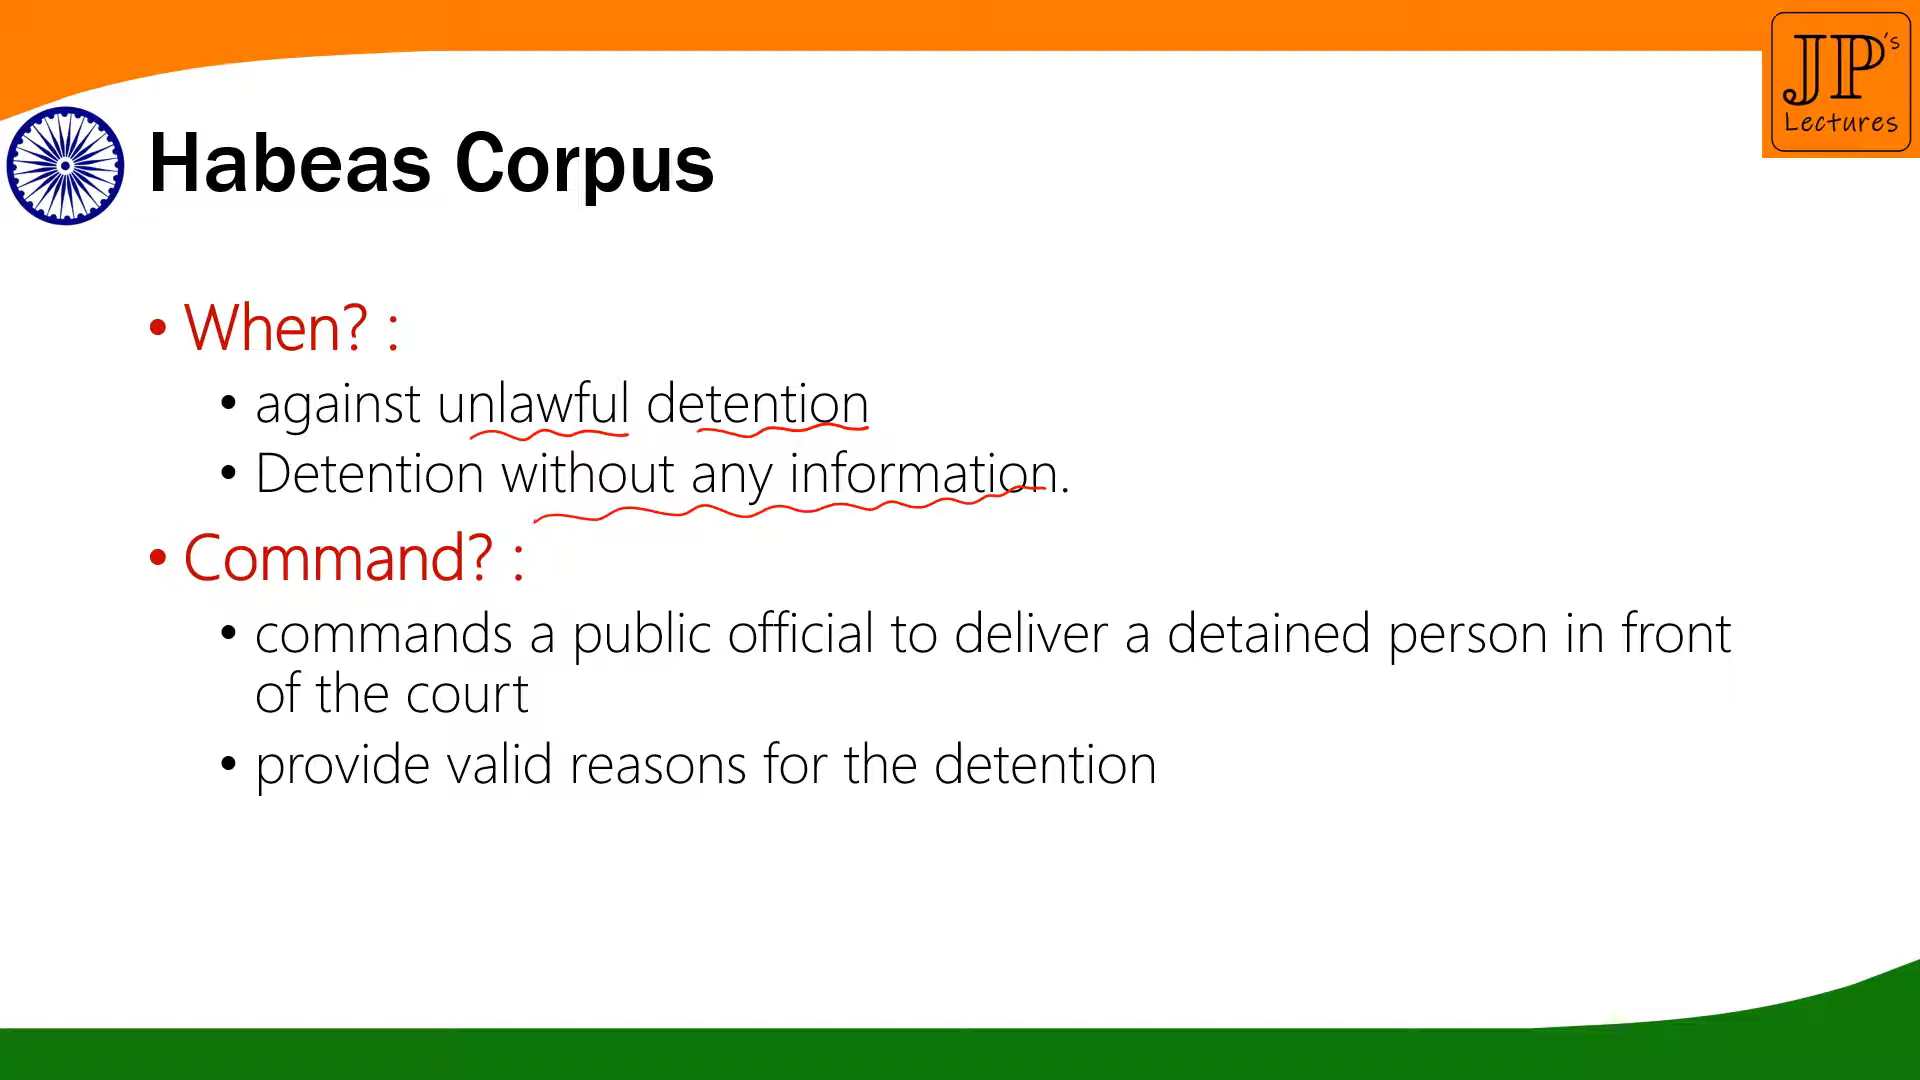 JP's
Lectures
Habeas Corpus
• When? :
• against unlawful detention
• Detention without any information.
• Command? :
• commands a public official to deliver a detained person in front
of the court
• provide valid reasons for the detention